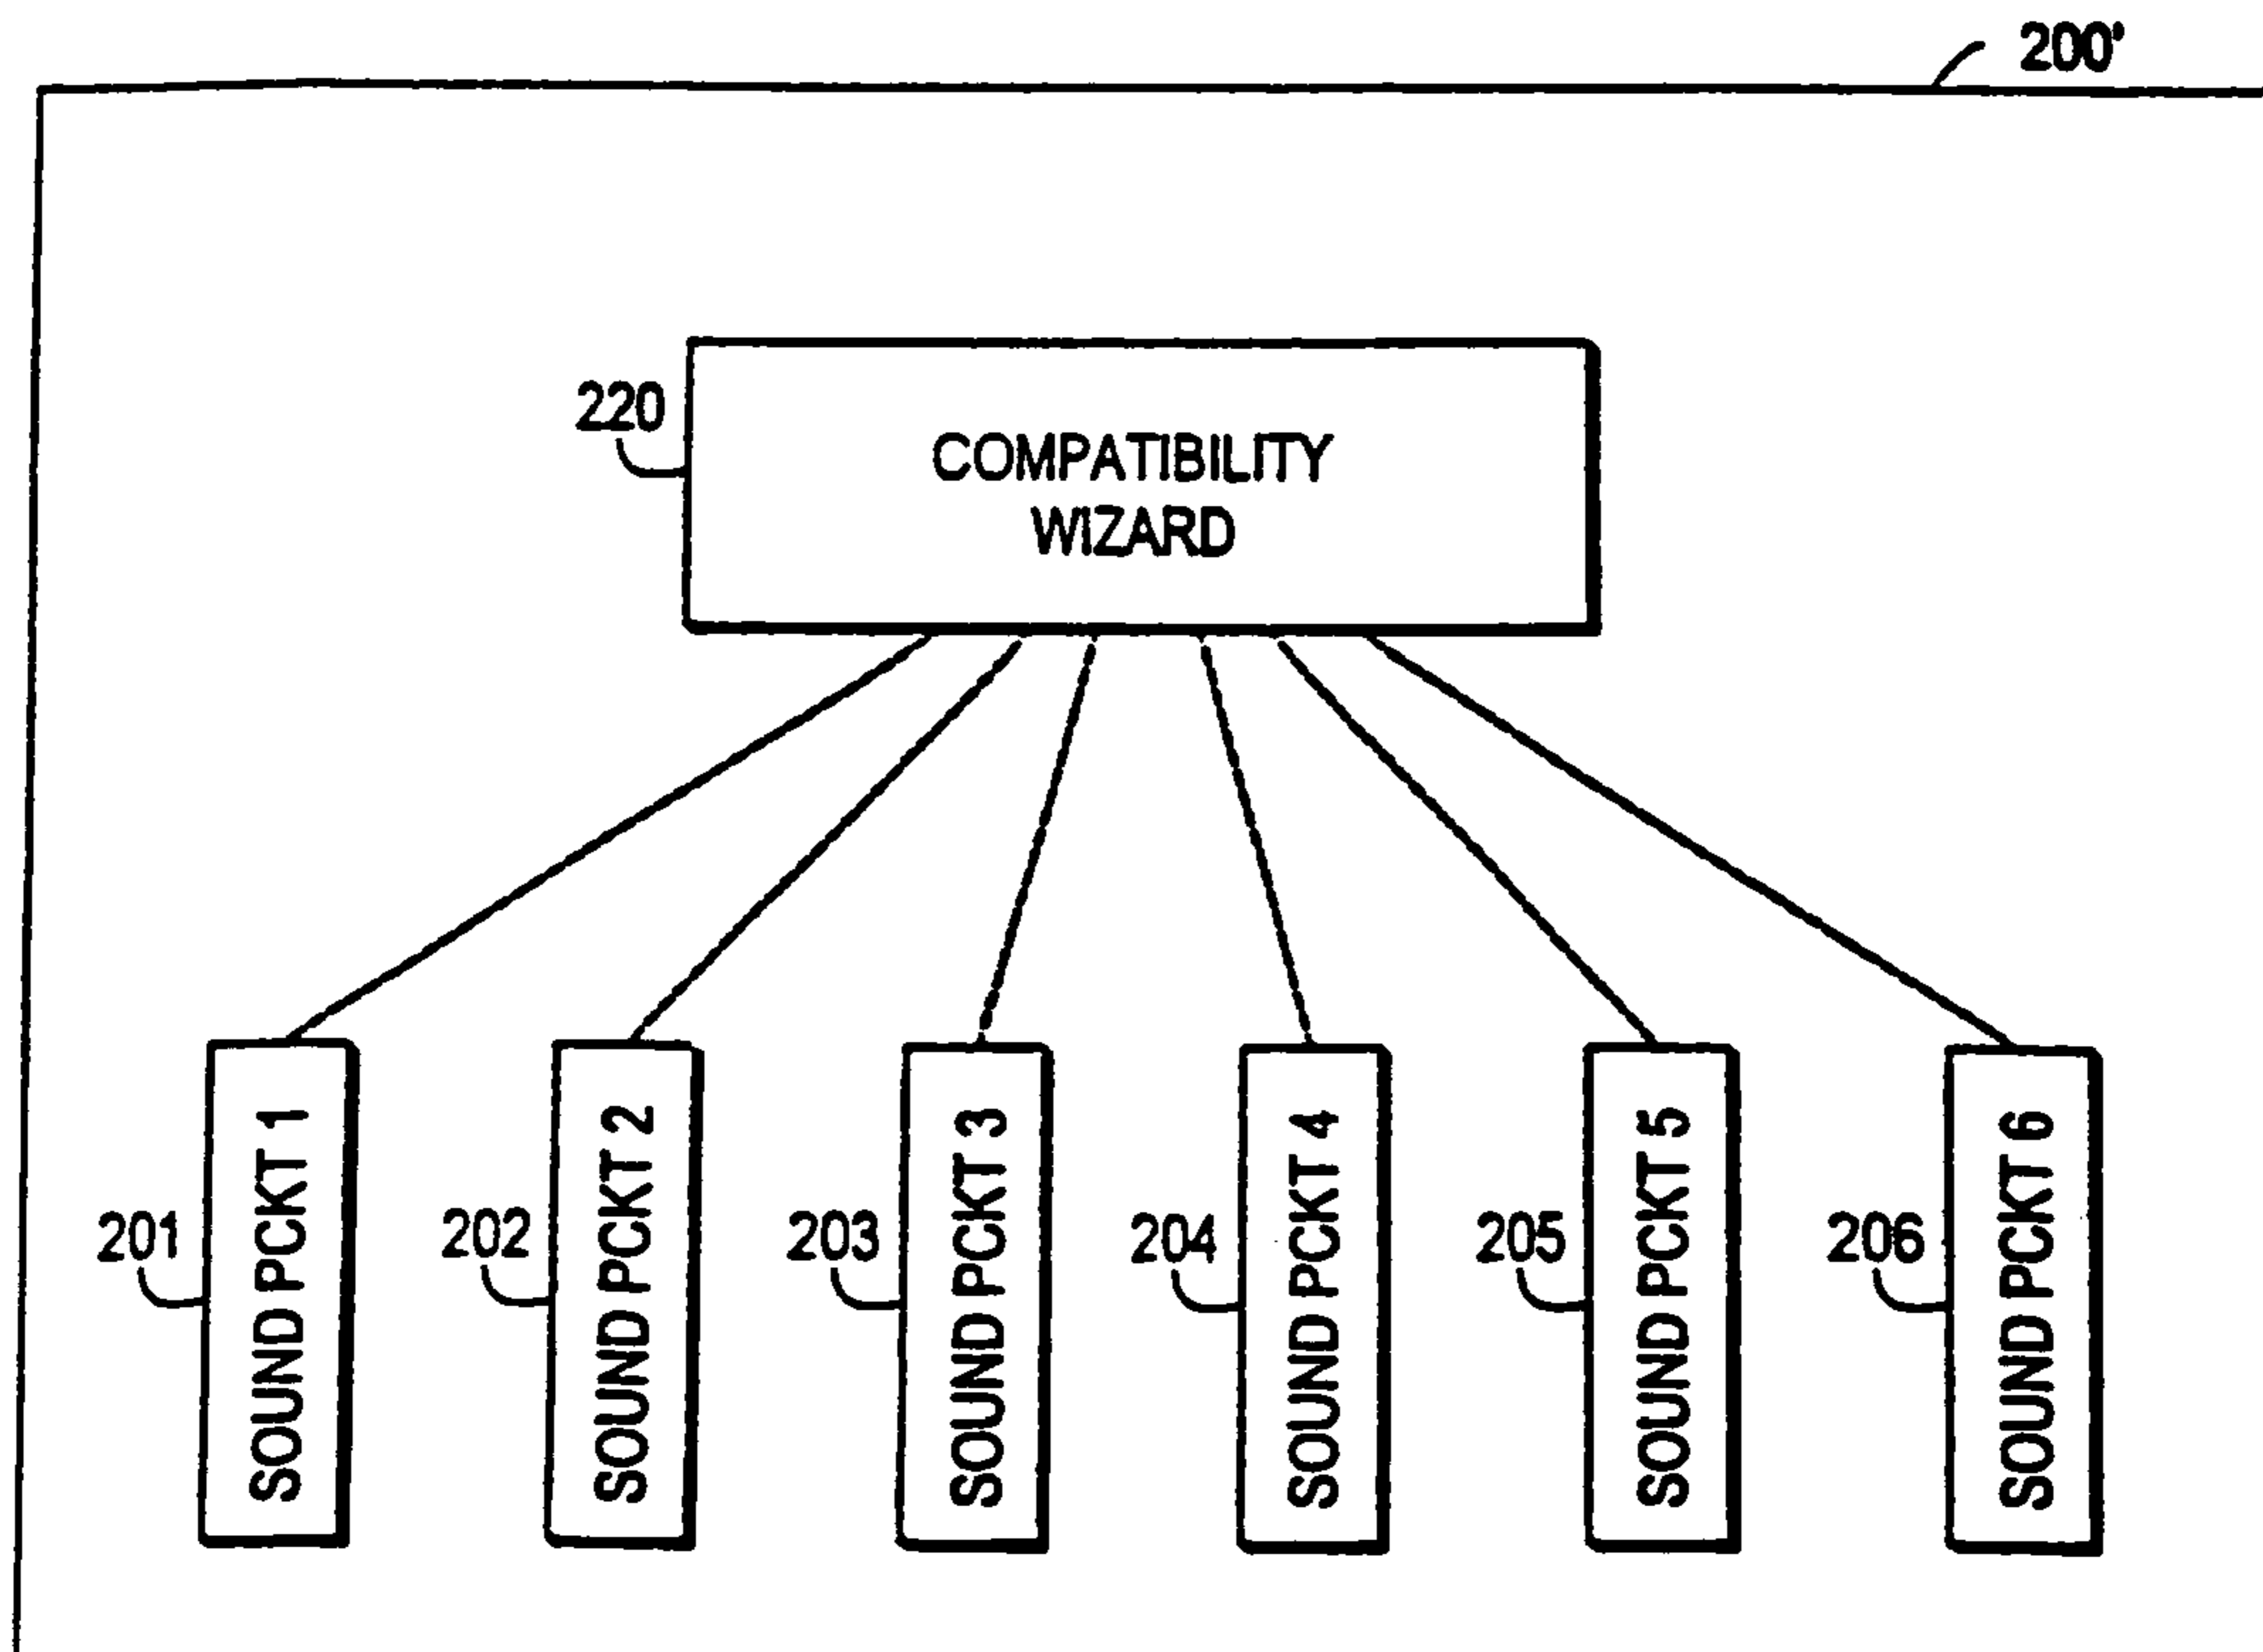 200'
220
COMPATIBILITY
WIZARD
201
SOUND PCKT 1
202
SOUND PCKT 2
203
SOUND PCKT 3
204
SOUND PCKT 4
205
SOUND PCKT 5
206
SOUND PCKT 6